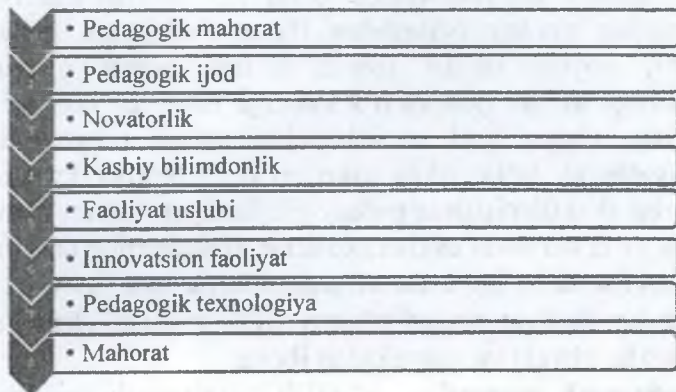 • Pedagogik mahorat
• Pedagogik ijod
• Novatorlik
• Kasbiy bilimdonlik
• Faoliyat uslubi
• Innovatsion faoliyat
• Pedagogik texnologiya
• Mahorat